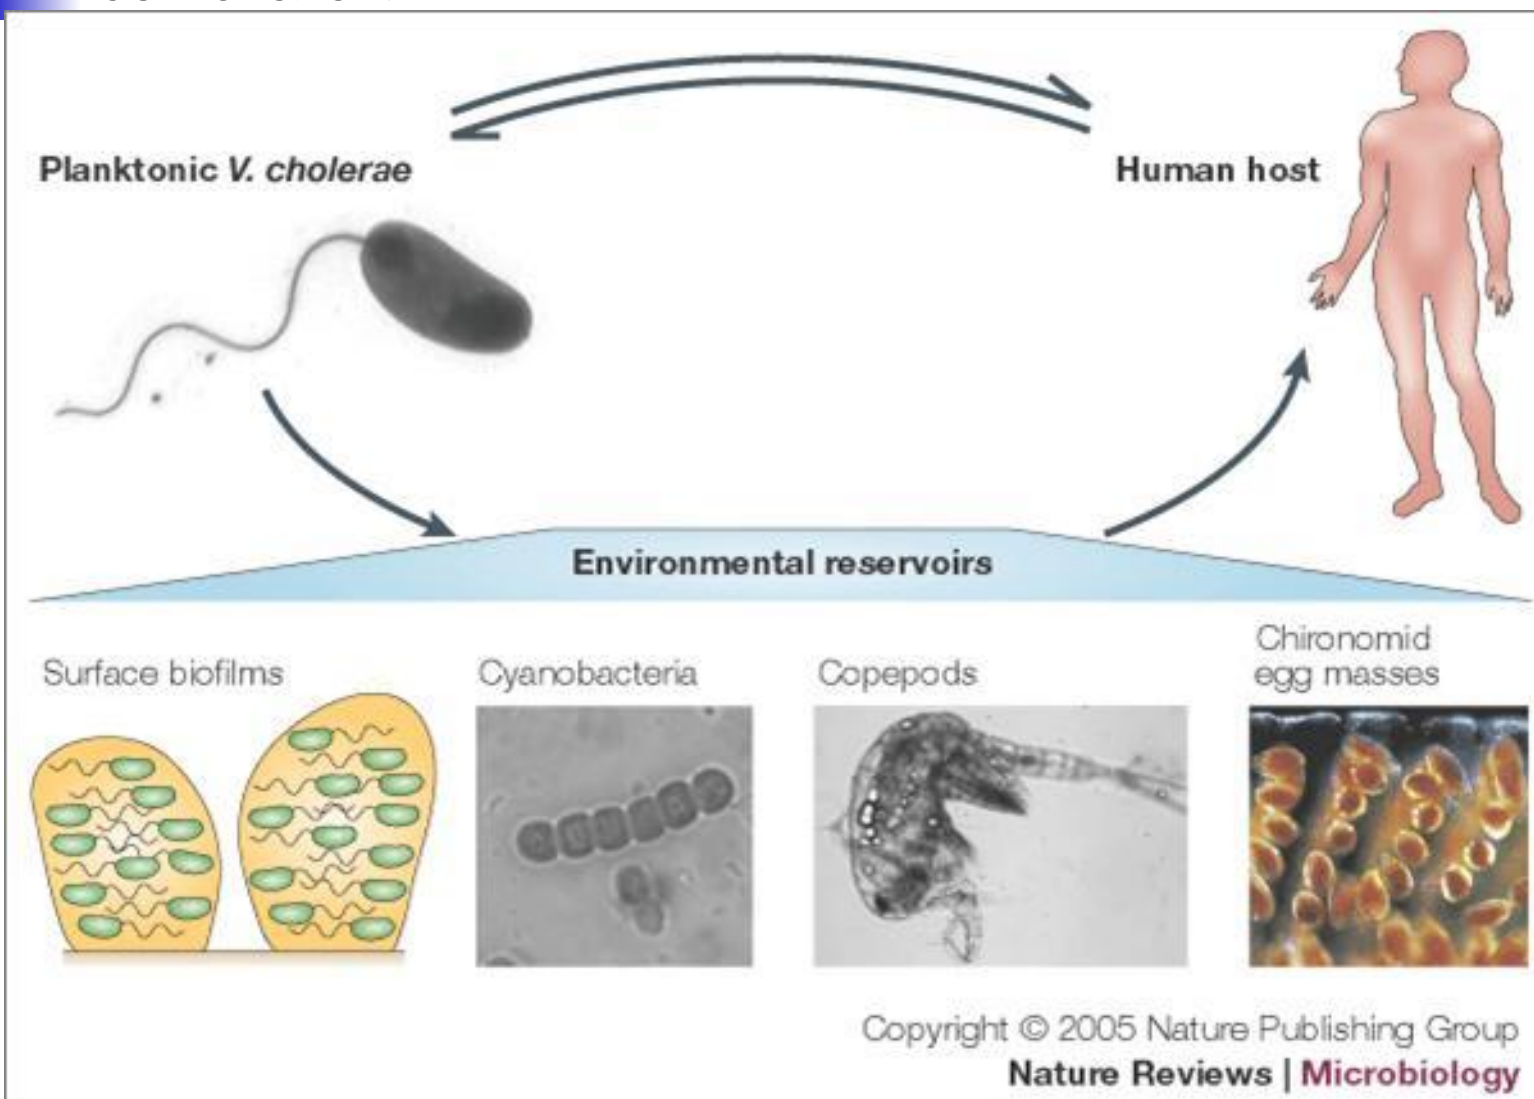 Planktonic V. cholerae
Human host
Environmental reservoirs
Surface biofilms
Cyanobacteria
Copepods
Chironomid
egg masses
Copyright © 2005 Nature Publishing Group
Nature Reviews | Microbiology